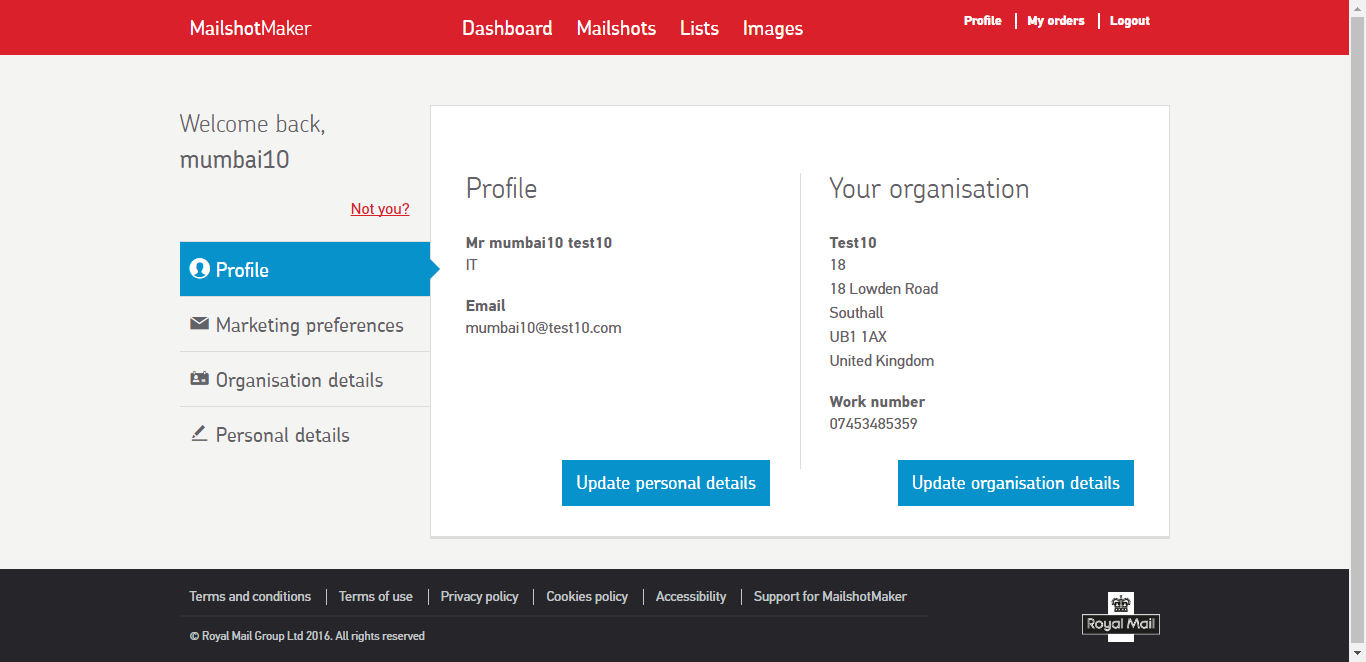 MailshotMaker
Dashboard Mailshots Lists Images
Profile My orders Logout
Welcome back,
mumbai10
Not you?
Profile
Marketing preferences
Organisation details
Personal details
Profile
Mr mumbai10 test10
IT
Email
mumbai10@test10.com
Update personal details
Your organisation
Test10
18
18 Lowden Road
Southall
UB1 1AX
United Kingdom
Work number
07453485359
Update organisation details
Terms and conditions Terms of use Privacy policy Cookies policy Accessibility Support for MailshotMaker
© Royal Mail Group Ltd 2016. All rights reserved
Royal Mail